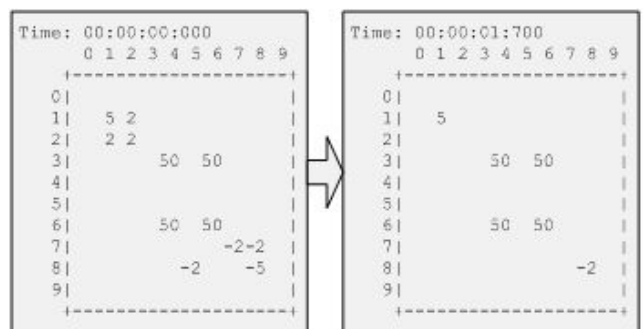 Time: 00:00:00:000
0 1 2 3 4 5 6 7 8 9
+---------------------+
0| |
1| 5 2 |
2| 2 2 |
3| 50 50 |
4| |
5| |
6| 50 50 |
7| -2-2 |
8| -2 -5 |
9| |
+---------------------+
Time: 00:00:01:700
0 1 2 3 4 5 6 7 8 9
+---------------------+
0| |
1| 5 |
2| |
3| 50 50 |
4| |
5| |
6| 50 50 |
7| |
8| -2 |
9| |
+---------------------+